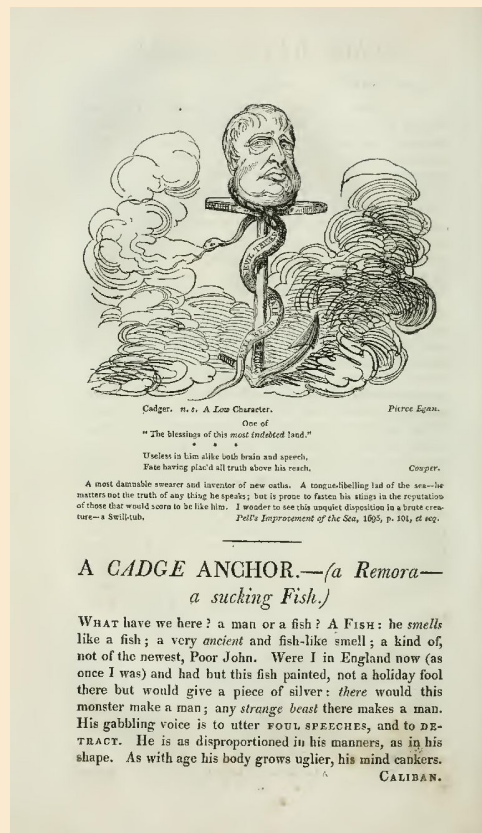 EVIL TALES
Cadger. n. s. A Low Character. Pierce Egan.
One of
" The blessings of this most indebted land."
* * *
Useless in him alike both brain and speech,
Fate having plac'd all truth above his reach. Couper.
A most damnable swearer and inventor of new oaths. A tongue-libelling lad of the sea—he
matters not the truth of any thing he speaks; but is prone to fasten his stings in the reputation
of those that would scorn to be like him. I wonder to see this unquiet disposition in a brute crea-
ture—a Swill-tub. Pell's Improvement of the Sea, 1695, p. 101, et seq.
A CADGE ANCHOR.—(a Remora—
a sucking Fish.)
WHAT have we here ? a man or a fish ? A FISH : he smells
like a fish ; a very ancient and fish-like smell ; a kind of,
not of the newest, Poor John. Were I in England now (as
once I was) and had but this fish painted, not a holiday fool
there but would give a piece of silver : there would this
monster make a man ; any strange beast there makes a man.
His gabbling voice is to utter FOUL SPEECHES, and to DE-
TRACT. He is as disproportioned in his manners, as in his
shape. As with age his body grows uglier, his mind cankers.
CALIBAN.